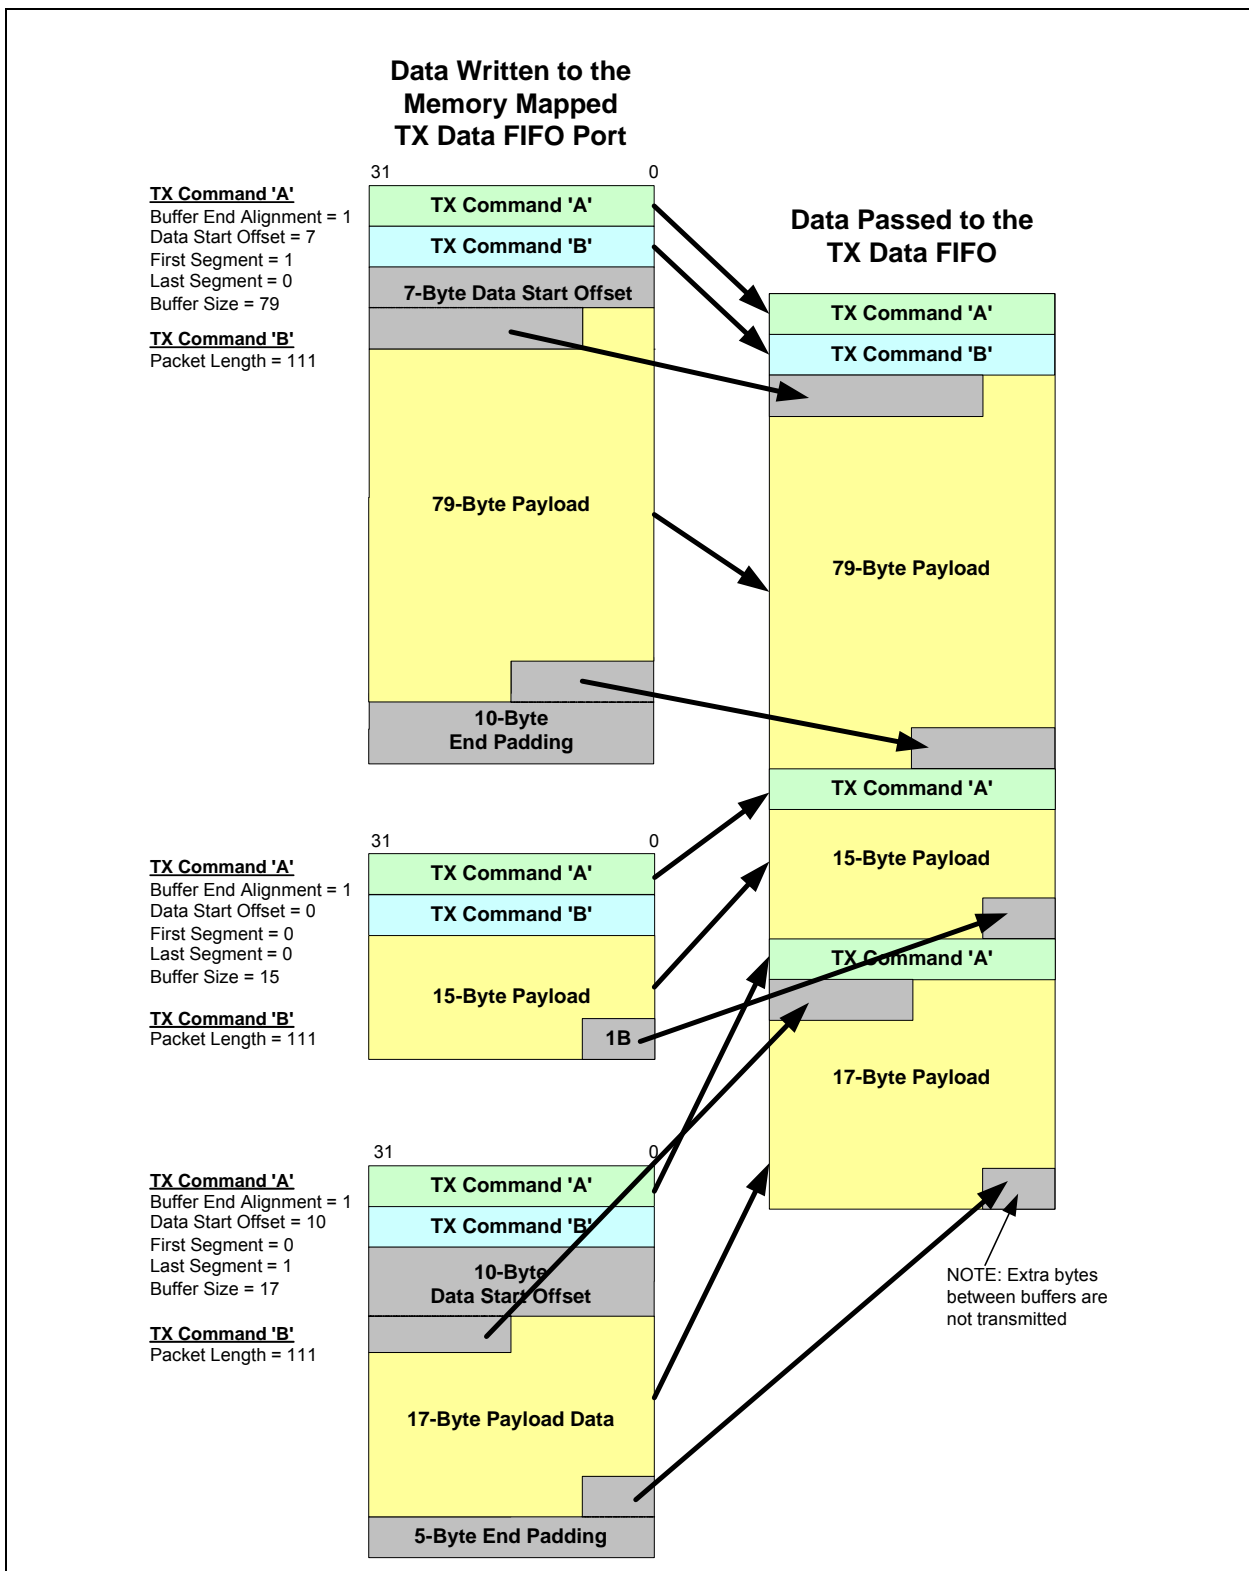 Data Written to the
Memory Mapped
TX Data FIFO Port
31 0
TX Command 'A'
Buffer End Alignment = 1
Data Start Offset = 7
First Segment = 1
Last Segment = 0
Buffer Size = 79
TX Command 'B'
Packet Length = 111
TX Command 'A'
TX Command 'B'
7-Byte Data Start Offset
79-Byte Payload
10-Byte
End Padding
Data Passed to the
TX Data FIFO
TX Command 'A'
TX Command 'B'
79-Byte Payload
TX Command 'A'
15-Byte Payload
TX Command 'A'
17-Byte Payload
NOTE: Extra bytes
between buffers are
not transmitted
31 0
TX Command 'A'
Buffer End Alignment = 1
Data Start Offset = 0
First Segment = 0
Last Segment = 0
Buffer Size = 15
TX Command 'B'
Packet Length = 111
TX Command 'A'
TX Command 'B'
15-Byte Payload
1B
31 0
TX Command 'A'
Buffer End Alignment = 1
Data Start Offset = 10
First Segment = 0
Last Segment = 1
Buffer Size = 17
TX Command 'B'
Packet Length = 111
TX Command 'A'
TX Command 'B'
10-Byte
Data Start Offset
17-Byte Payload Data
5-Byte End Padding